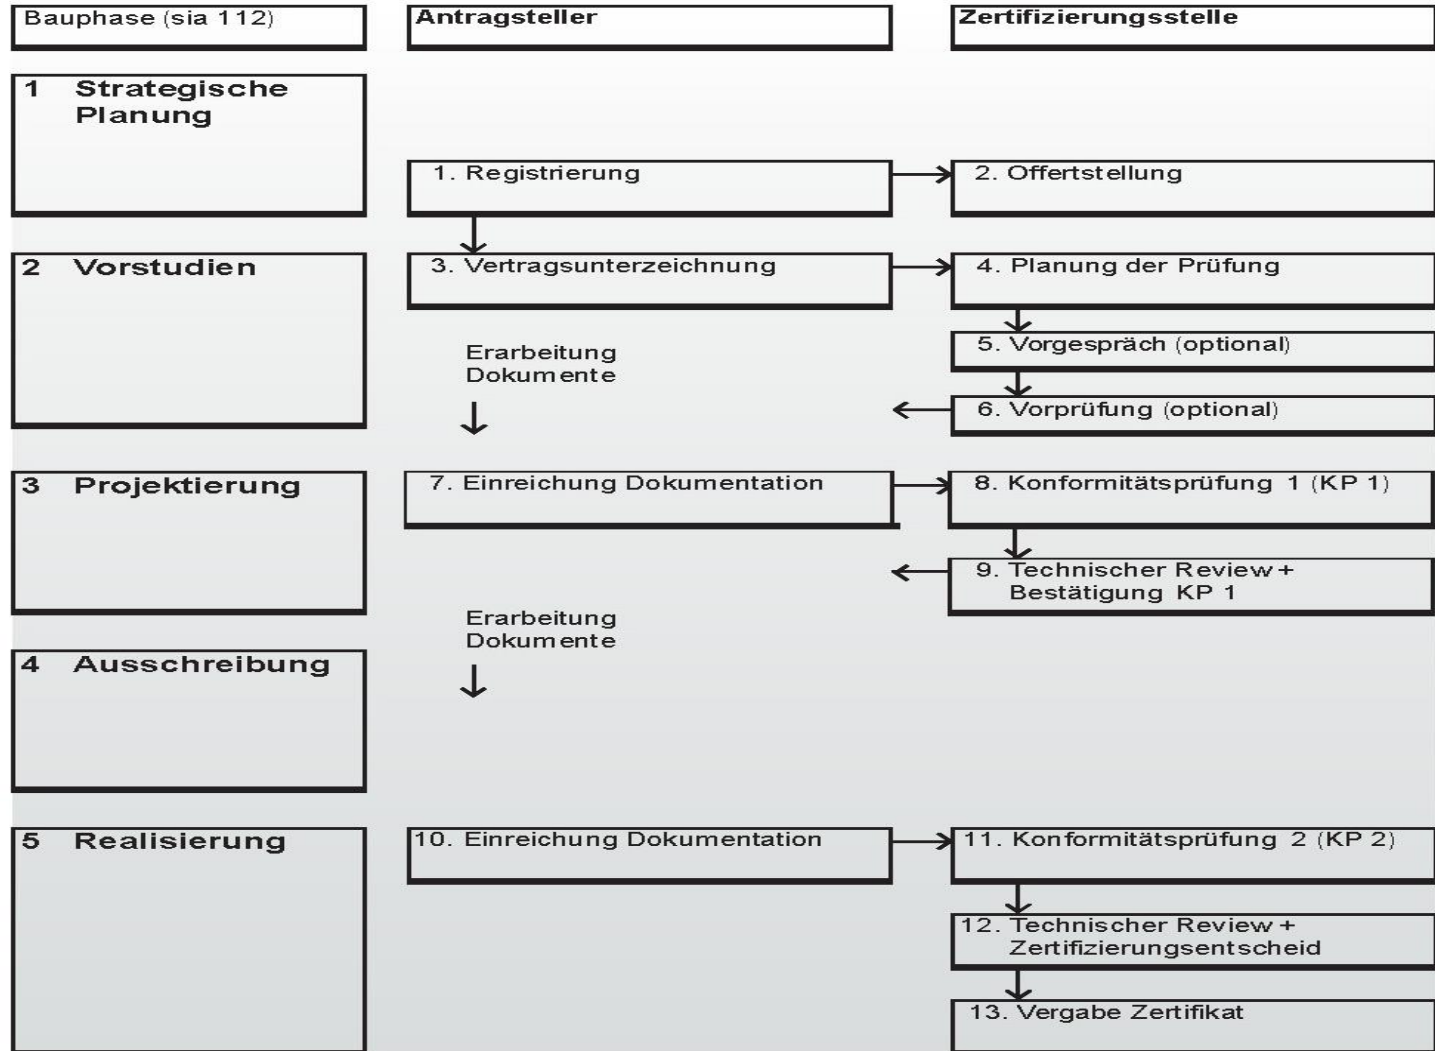 Bauphase (sia 112)
Antragsteller
Zertifizierungsstelle
1 Strategische
Planung
1. Registrierung
2. Offertstellung
2 Vorstudien
3. Vertragsunterzeichnung
4. Planung der Prüfung
Erarbeitung
Dokumente
5. Vorgespräch (optional)
6. Vorprüfung (optional)
3 Projektierung
7. Einreichung Dokumentation
8. Konformitätsprüfung 1 (KP 1)
9. Technischer Review +
Bestätigung KP 1
Erarbeitung
Dokumente
4 Ausschreibung
5 Realisierung
10. Einreichung Dokumentation
11. Konformitätsprüfung 2 (KP 2)
12. Technischer Review +
Zertifizierungsentscheid
13. Vergabe Zertifikat